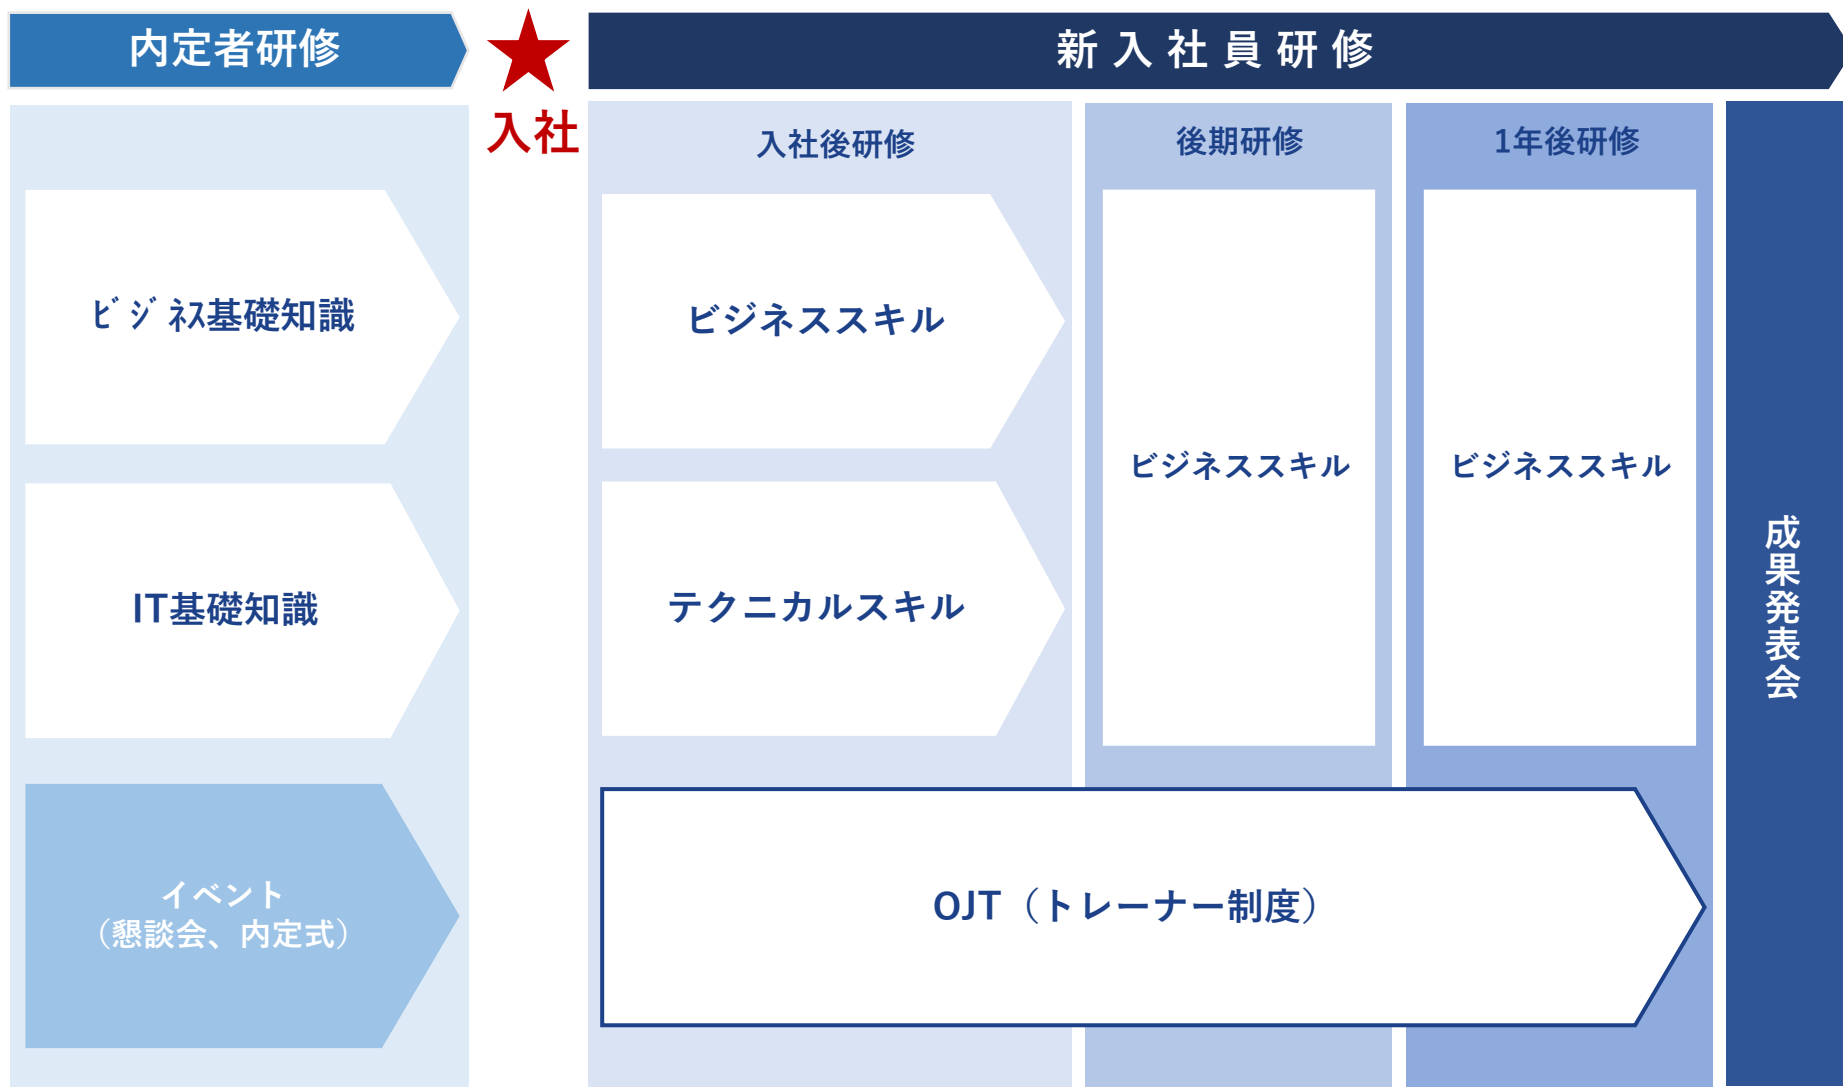 内定者研修
入社
新入社員研修
ﾋﾞｼﾞﾈｽ基礎知識
IT基礎知識
イベント
（懇談会、内定式）
入社後研修
ビジネススキル
テクニカルスキル
後期研修
ビジネススキル
1年後研修
ビジネススキル
OJT（トレーナー制度）
成果発表会